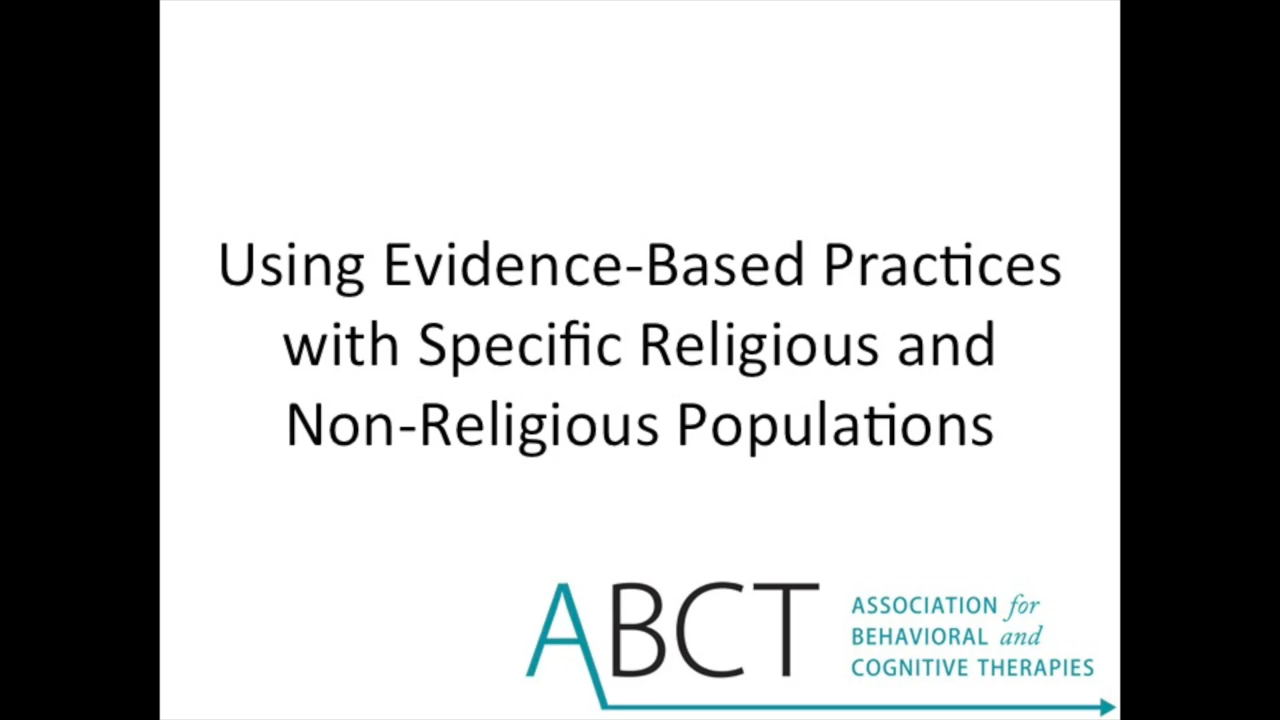 Using Evidence-Based Practices
with Specific Religious and
Non-Religious Populations
ABCT
ASSOCIATION for
BEHAVIORAL and
COGNITIVE THERAPIES